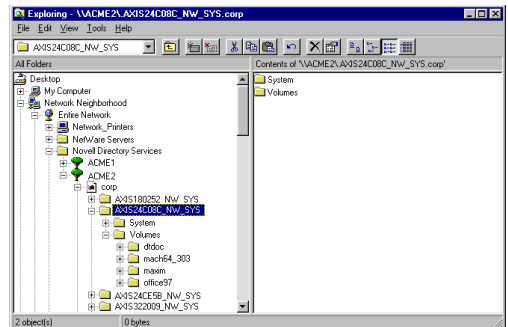 Exploring - \\ACME2\.AXIS24C08C_NW_SYS.corp
File Edit View Tools Help
AXIS24C08C_NW_SYS
All Folders
Contents of '\\ACME2\.AXIS24C08C_NW_SYS.corp'
Desktop
My Computer
Network Neighborhood
Entire Network
Network_Printers
NetWare Servers
Novell Directory Services
ACME1
ACME2
corp
AXIS180252_NW_SYS
AXIS24C08C_NW_SYS
System
Volumes
dtdoc
mach64_303
maxim
office97
AXIS24CE5B_NW_SYS
AXIS322009_NW_SYS
System
Volumes
2 object(s)
0 bytes